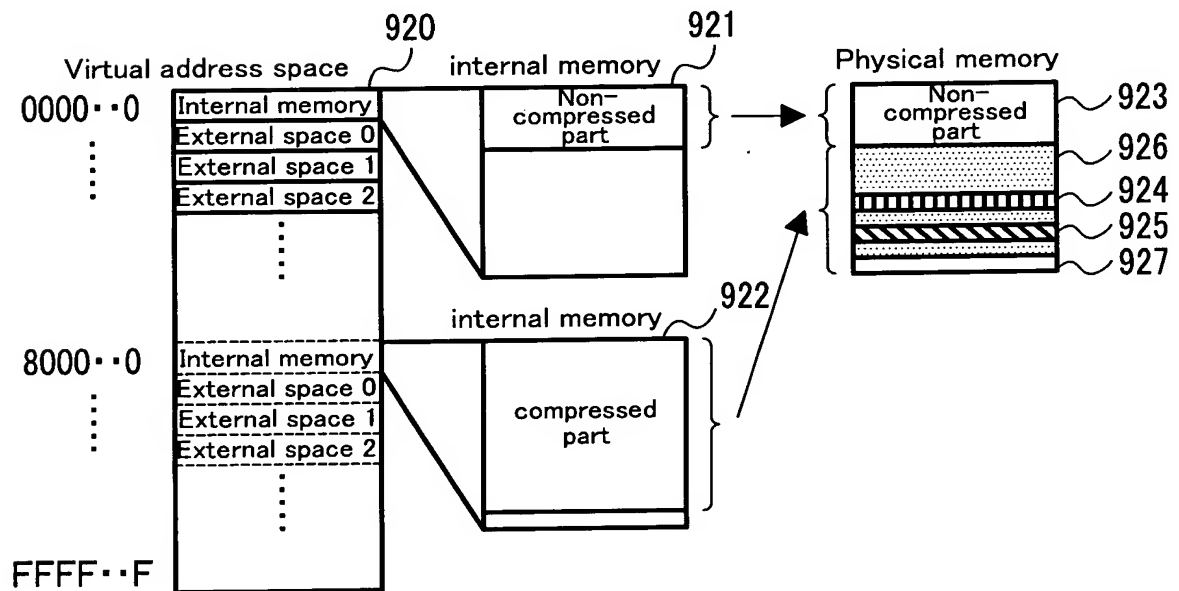 920
921
Virtual address space
internal memory
Physical memory
0000··0
Internal memory
External space 0
External space 1
External space 2
Non-
compressed
part
Non-
compressed
part
923
926
924
925
927
922
internal memory
8000··0
Internal memory
External space 0
External space 1
External space 2
compressed
part
FFFF··F